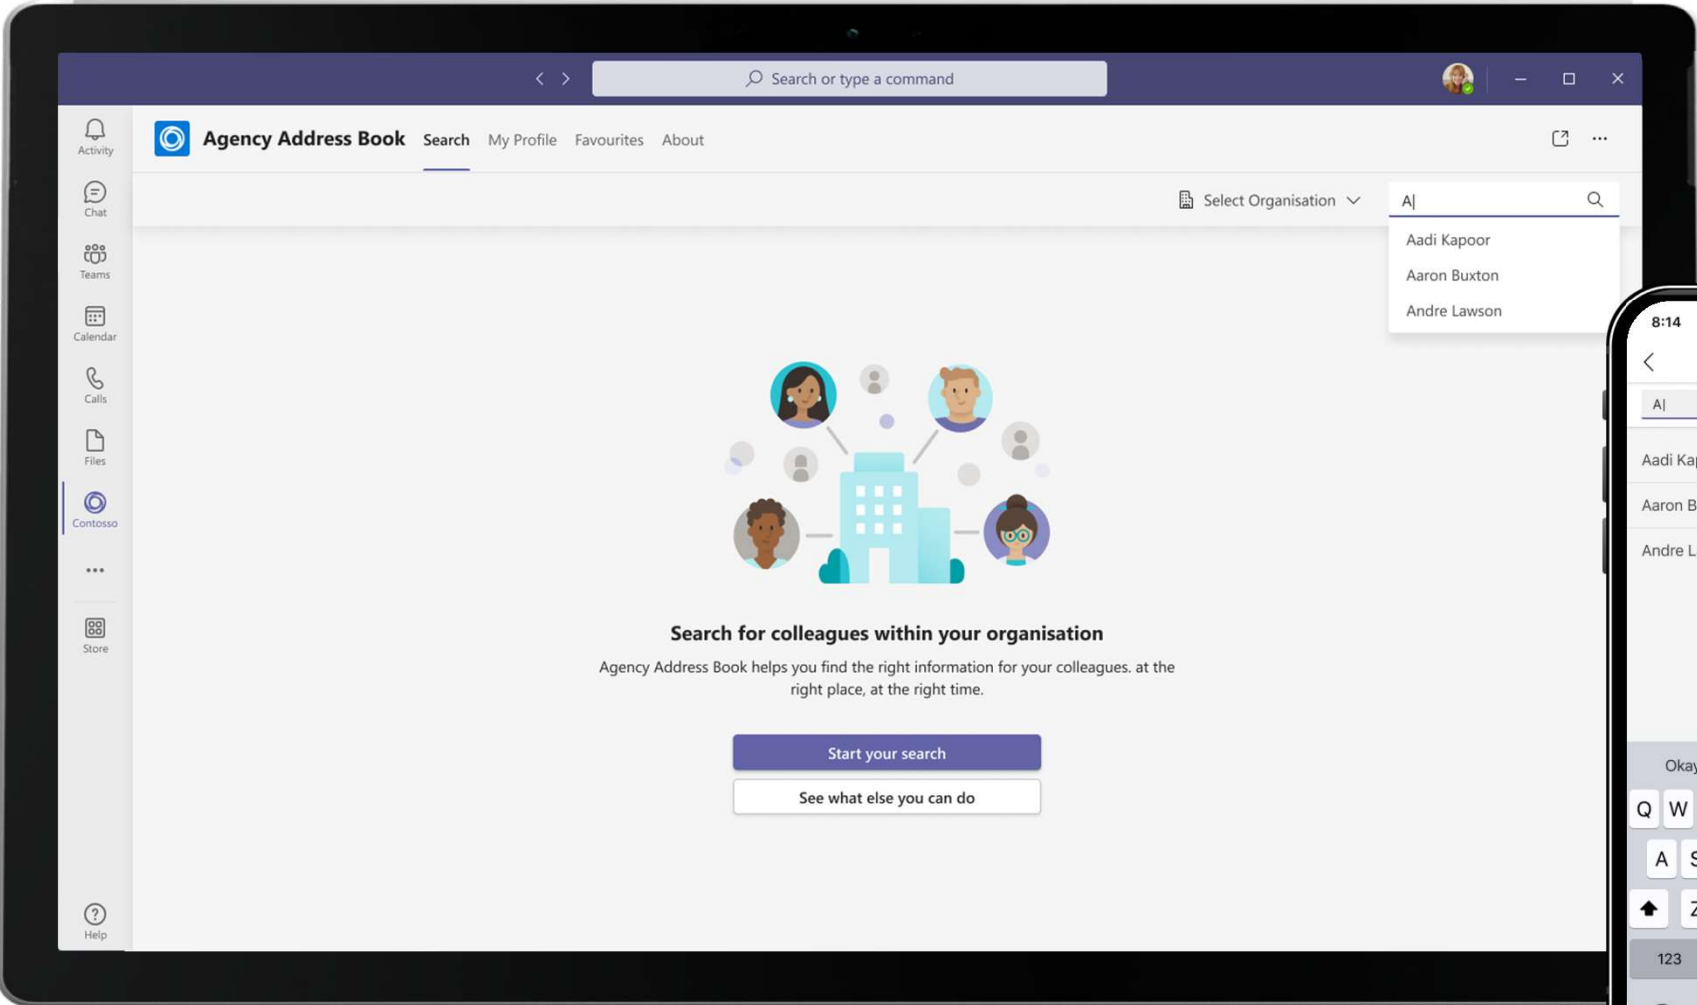 Search or type a command
Activity
Chat
Teams
Calendar
Calls
Files
Contosso
Store
Help
Agency Address Book Search My Profile Favourites About
Select Organisation
A
Aadi Kapoor
Aaron Buxton
Andre Lawson
Search for colleagues within your organisation
Agency Address Book helps you find the right information for your colleagues. at the
right place, at the right time.
Start your search
See what else you can do
8:14
A
Aadi Ka
Aaron B
Andre L
Okay
Q W
A S
Z
123